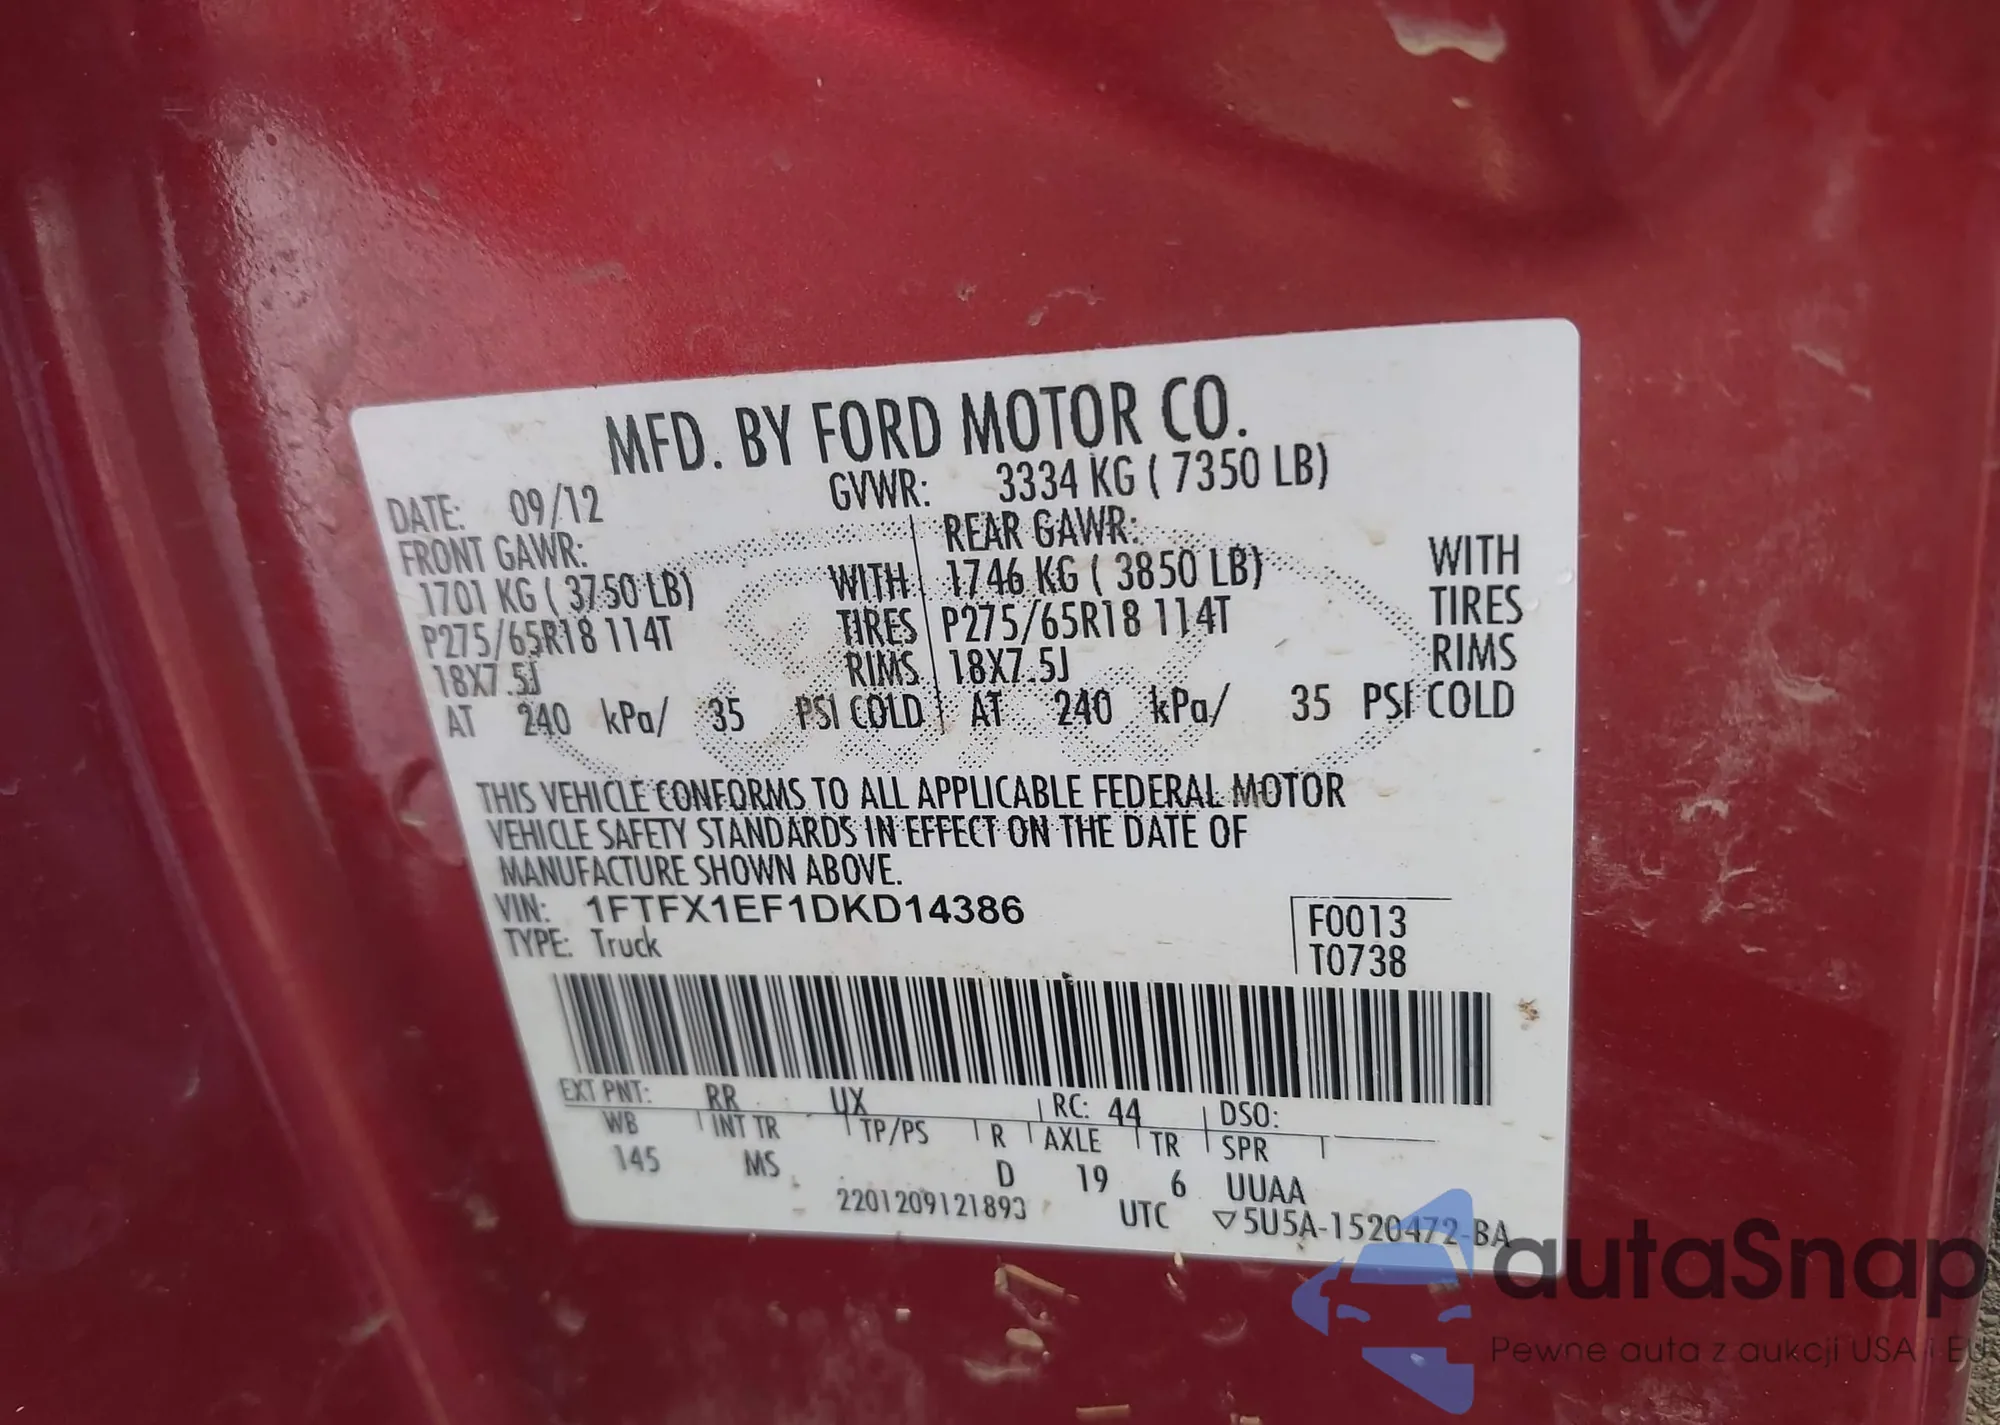 MFD. BY FORD MOTOR CO.
DATE: 09/12 GVWR: 3334 KG ( 7350 LB)
FRONT GAWR: REAR GAWR:
1701 KG ( 3750 LB) WITH 1746 KG ( 3850 LB) WITH
P275/65R18 114T TIRES P275/65R18 114T TIRES
18X7.5J RIMS 18X7.5J RIMS
AT 240 kPa/ 35 PSI COLD AT 240 kPa/ 35 PSI COLD
THIS VEHICLE CONFORMS TO ALL APPLICABLE FEDERAL MOTOR
VEHICLE SAFETY STANDARDS IN EFFECT ON THE DATE OF
MANUFACTURE SHOWN ABOVE.
VIN: 1FTFX1EF1DKD14386 F0013
TYPE: Truck T0738
EXT PNT: RR UX RC: 44 DSO:
WB INT TR TP/PS R AXLE TR SPR
145 MS D 19 6 UUAA
2201209121893 UTC ▽5U5A-1520472-BA
autaSnap
Pewne auta z aukcji USA i EU